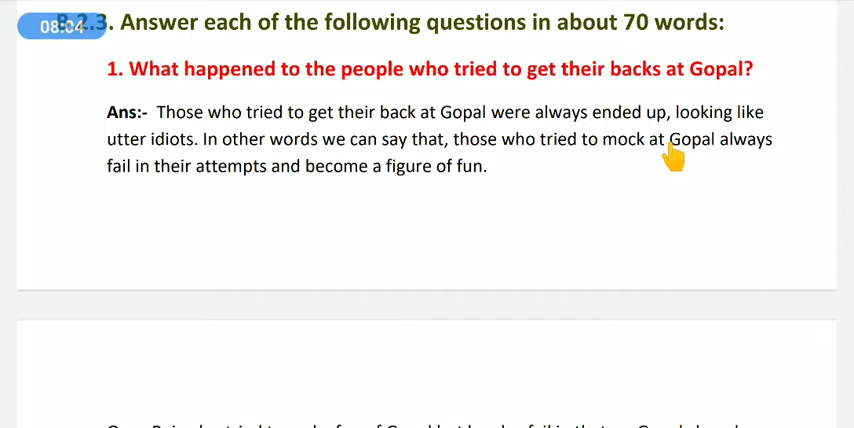 08:04
B.2.3. Answer each of the following questions in about 70 words:
1. What happened to the people who tried to get their backs at Gopal?
Ans:- Those who tried to get their back at Gopal were always ended up, looking like
utter idiots. In other words we can say that, those who tried to mock at Gopal always
fail in their attempts and become a figure of fun.